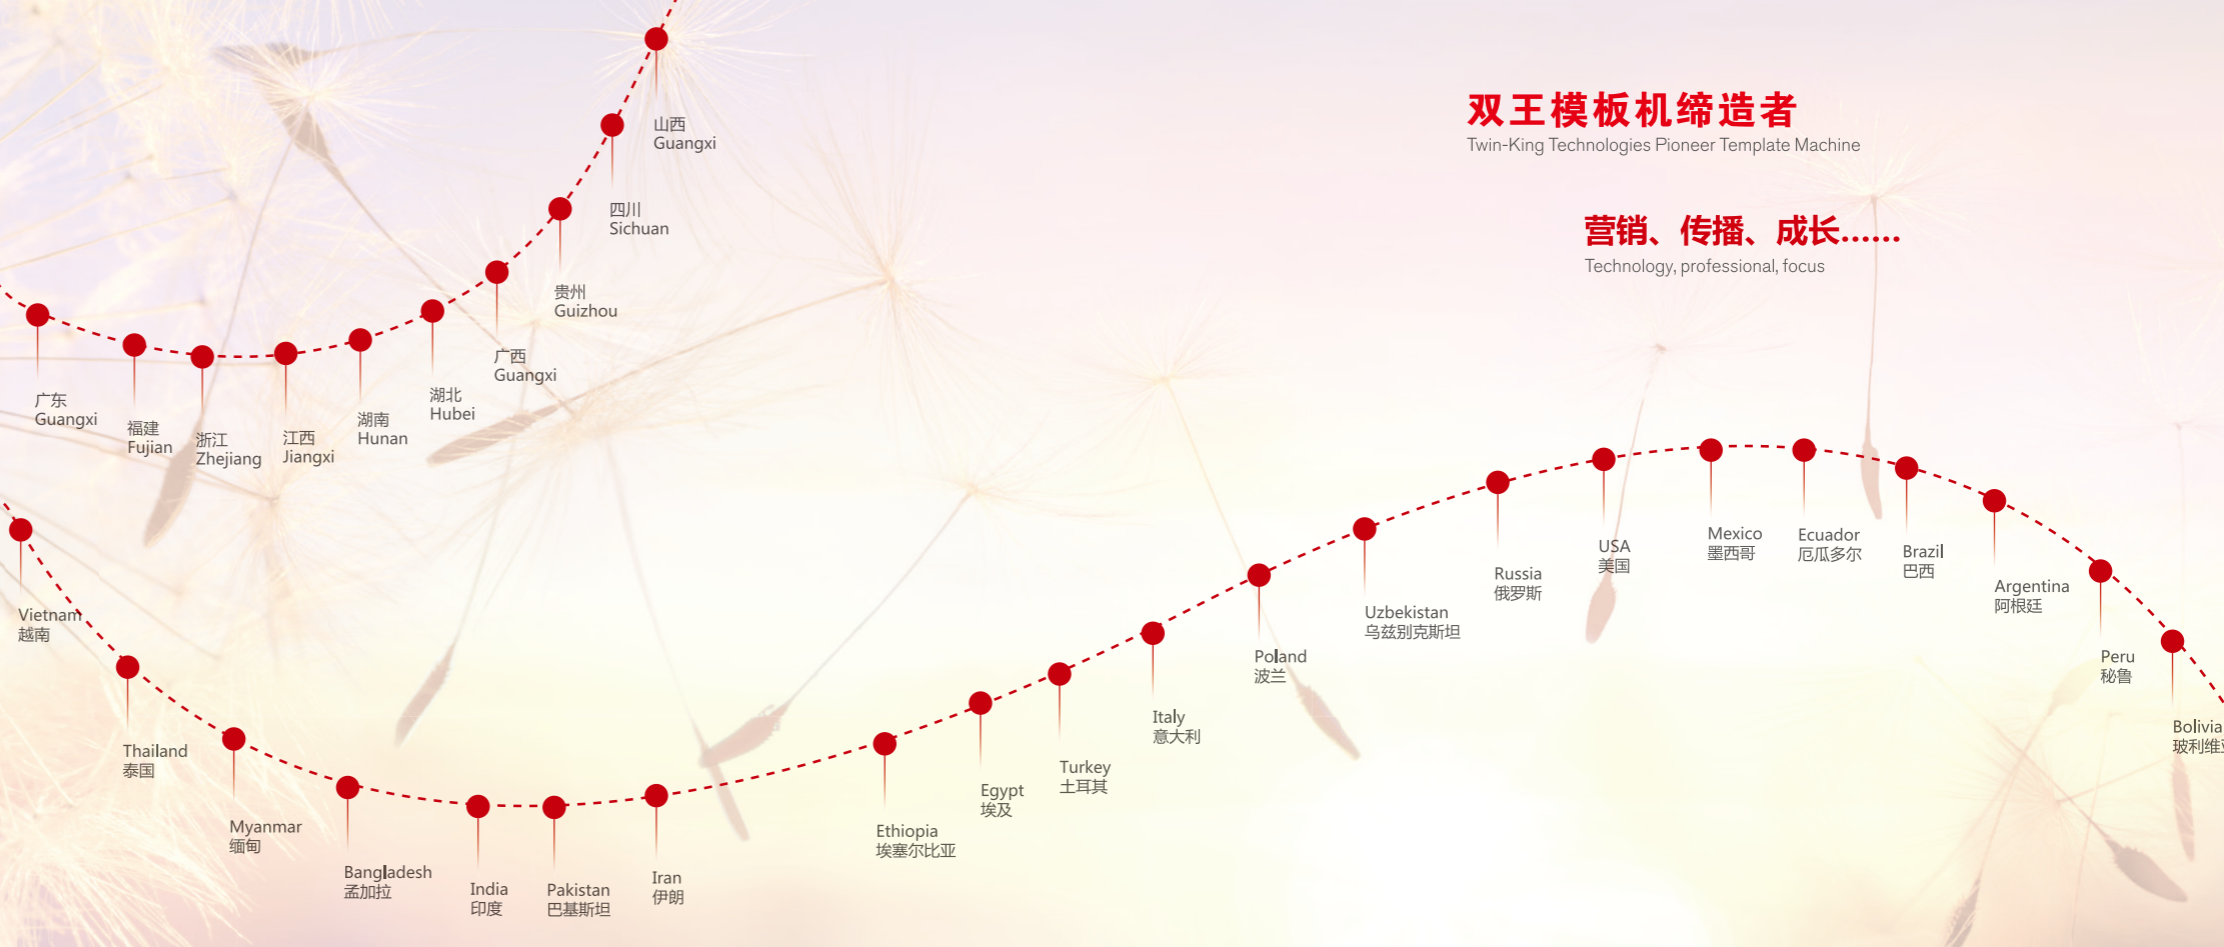 双王模板机缔造者
Twin-King Technologies Pioneer Template Machine
营销、传播、成长……
Technology, professional, focus
山西
Guangxi
四川
Sichuan
贵州
Guizhou
广西
Guangxi
湖北
Hubei
湖南
Hunan
江西
Jiangxi
浙江
Zhejiang
福建
Fujian
广东
Guangxi
Vietnam
越南
Thailand
泰国
Myanmar
缅甸
Bangladesh
孟加拉
India
印度
Pakistan
巴基斯坦
Iran
伊朗
Ethiopia
埃塞尔比亚
Egypt
埃及
Turkey
土耳其
Italy
意大利
Poland
波兰
Uzbekistan
乌兹别克斯坦
Russia
俄罗斯
USA
美国
Mexico
墨西哥
Ecuador
厄瓜多尔
Brazil
巴西
Argentina
阿根廷
Peru
秘鲁
Bolivia
玻利维亚